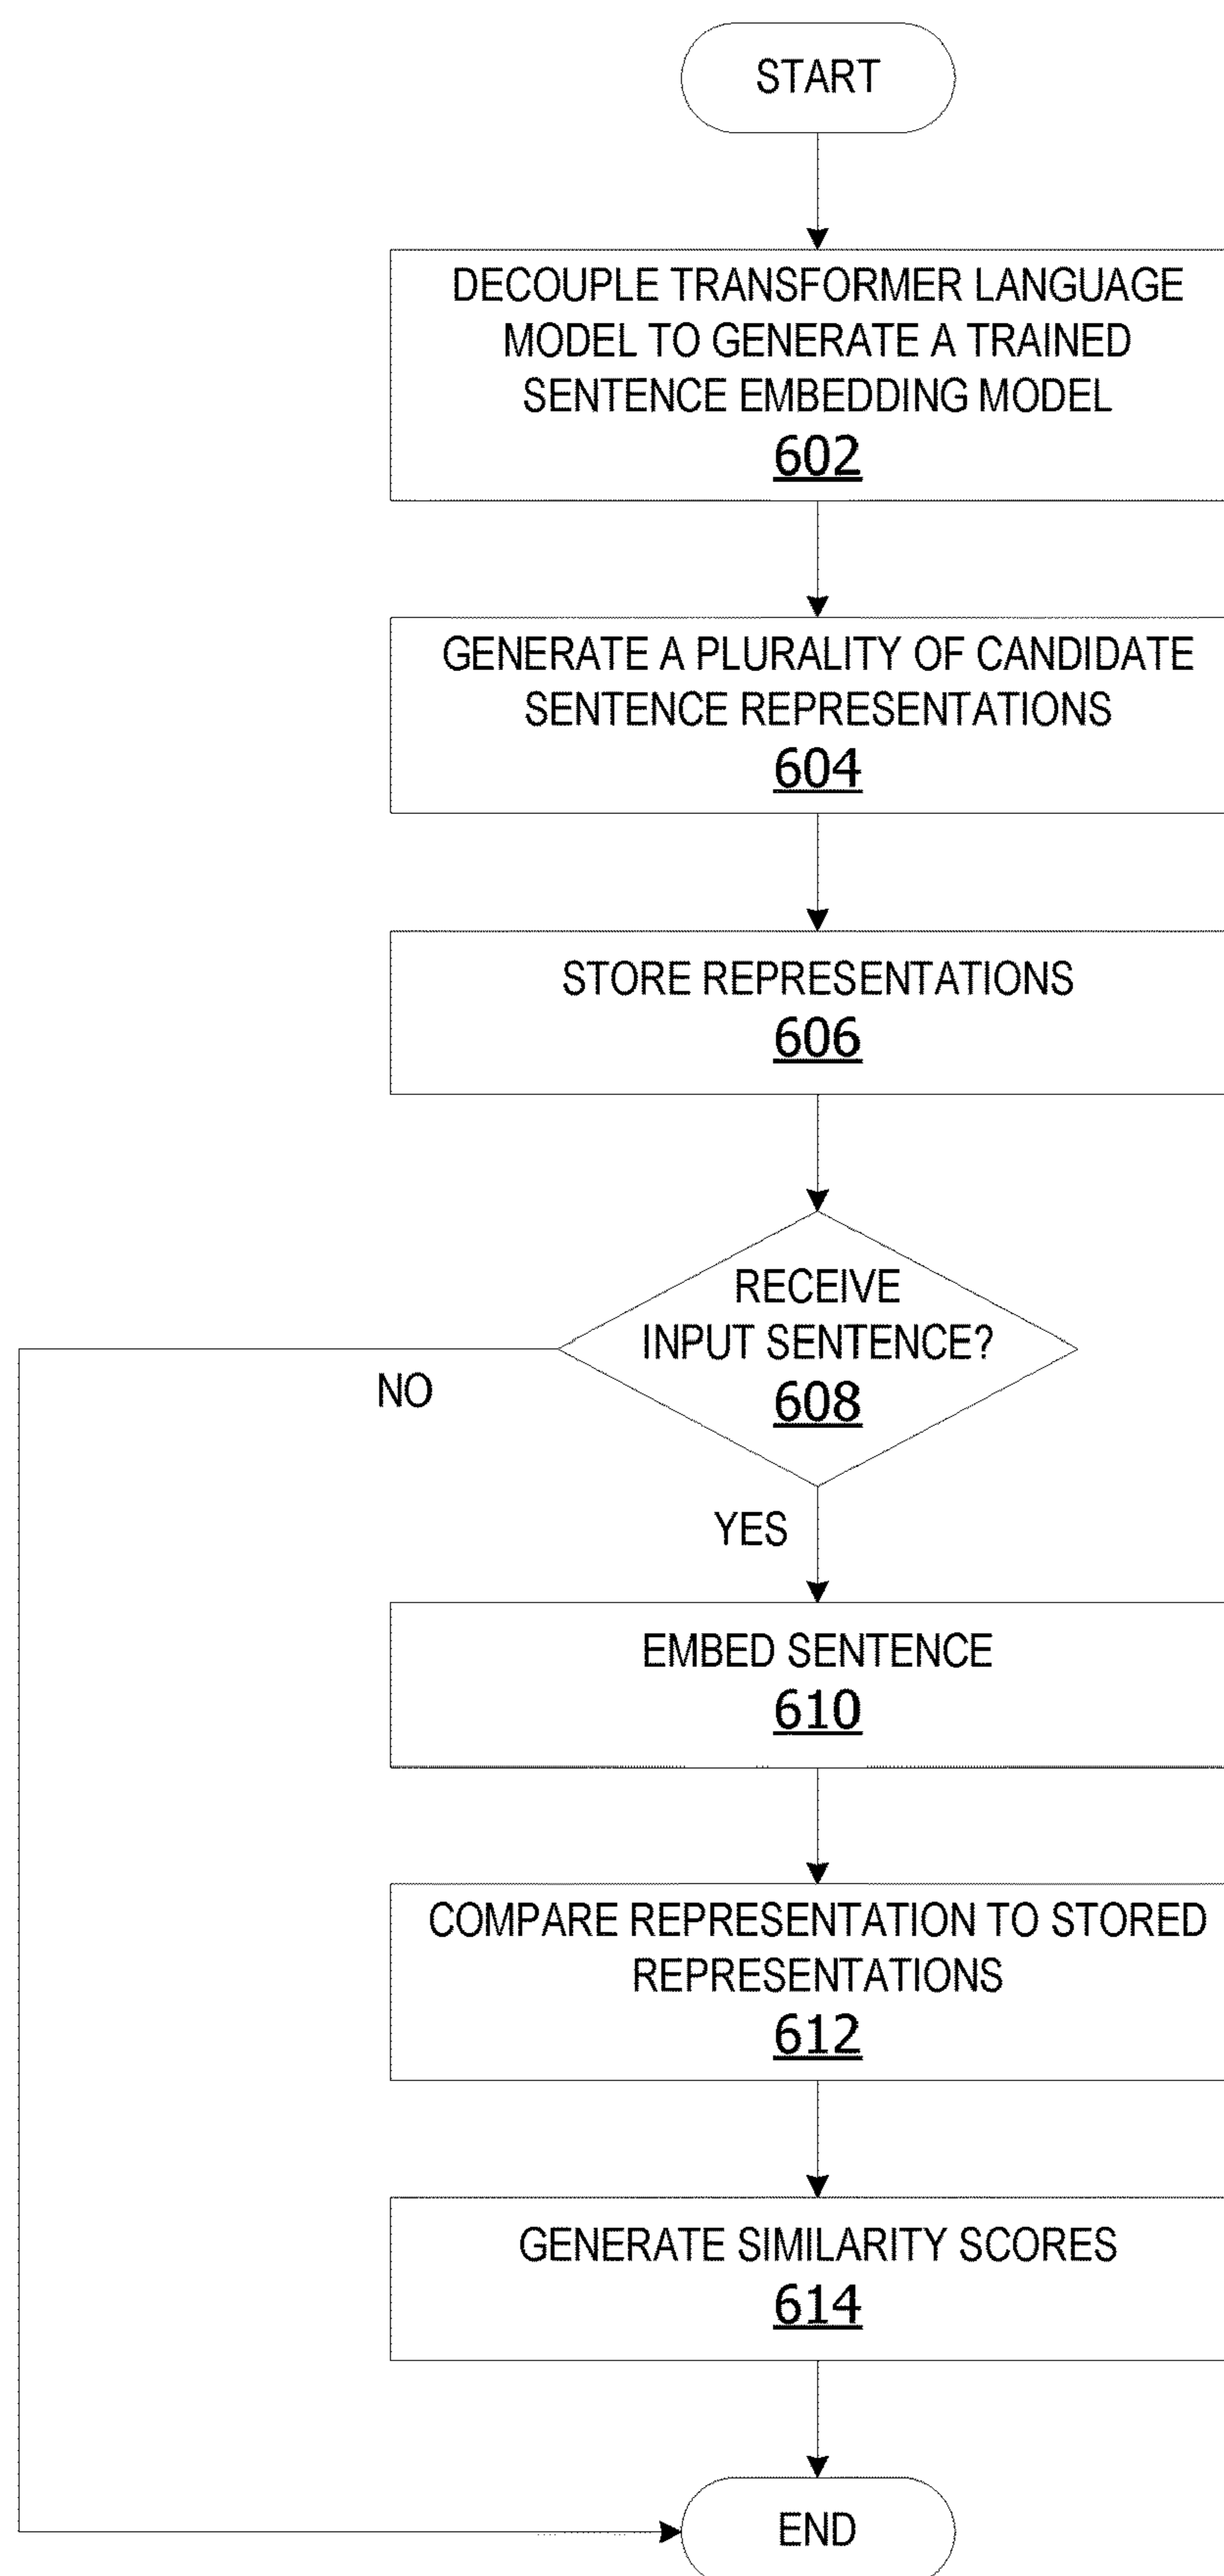 START
DECOUPLE TRANSFORMER LANGUAGE
MODEL TO GENERATE A TRAINED
SENTENCE EMBEDDING MODEL
602
GENERATE A PLURALITY OF CANDIDATE
SENTENCE REPRESENTATIONS
604
STORE REPRESENTATIONS
606
RECEIVE
INPUT SENTENCE?
608
NO
YES
EMBED SENTENCE
610
COMPARE REPRESENTATION TO STORED
REPRESENTATIONS
612
GENERATE SIMILARITY SCORES
614
END